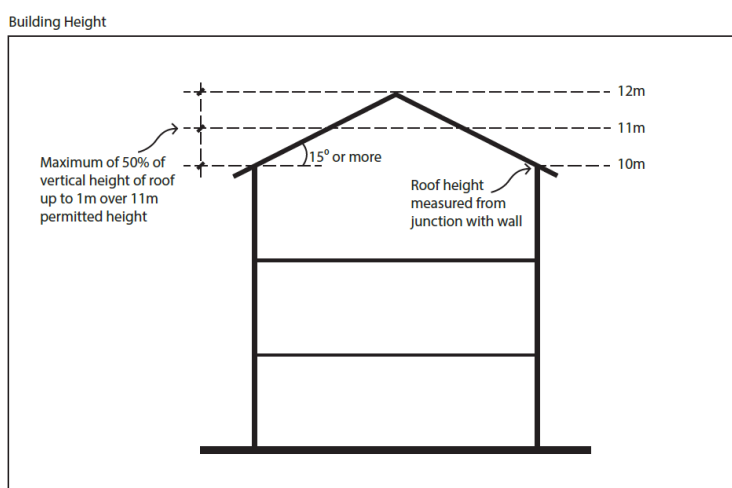 Building Height
12m
11m
10m
15° or more
Maximum of 50% of
vertical height of roof
up to 1m over 11m
permitted height
Roof height
measured from
junction with wall